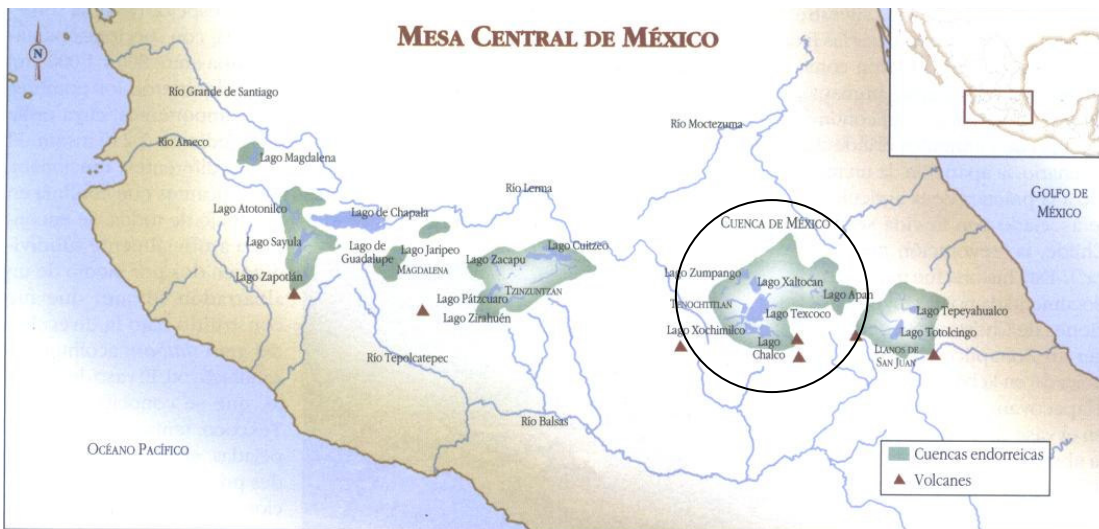 MESA CENTRAL DE MÉXICO
N
Río Grande de Santiago
Río Ameco
Lago Magdalena
Río Moctezuma
GOLFO DE
MÉXICO
Río Lerma
Lago Atotonilco
Lago de Chapala
CUENCA DE MÉXICO
Lago Sayula
Lago de
Guadalupe
Lago Jaripeo
MAGDALENA
Lago Zacapu
Lago Cuitzeo
Lago Zapotlán
TZINTZUNTZAN
Lago Pátzcuaro
Lago Zirahuén
Lago Zumpango
Lago Xaltocan
TENOCHTITLAN
Lago Apan
Lago Texcoco
Lago Tepeyahualco
Lago Xochimilco
Lago Totolcingo
Lago
Chalco
LLANOS DE
SAN JUAN
Río Tepolcatepec
Río Balsas
OCÉANO PACÍFICO
Cuencas endorreicas
Volcanes